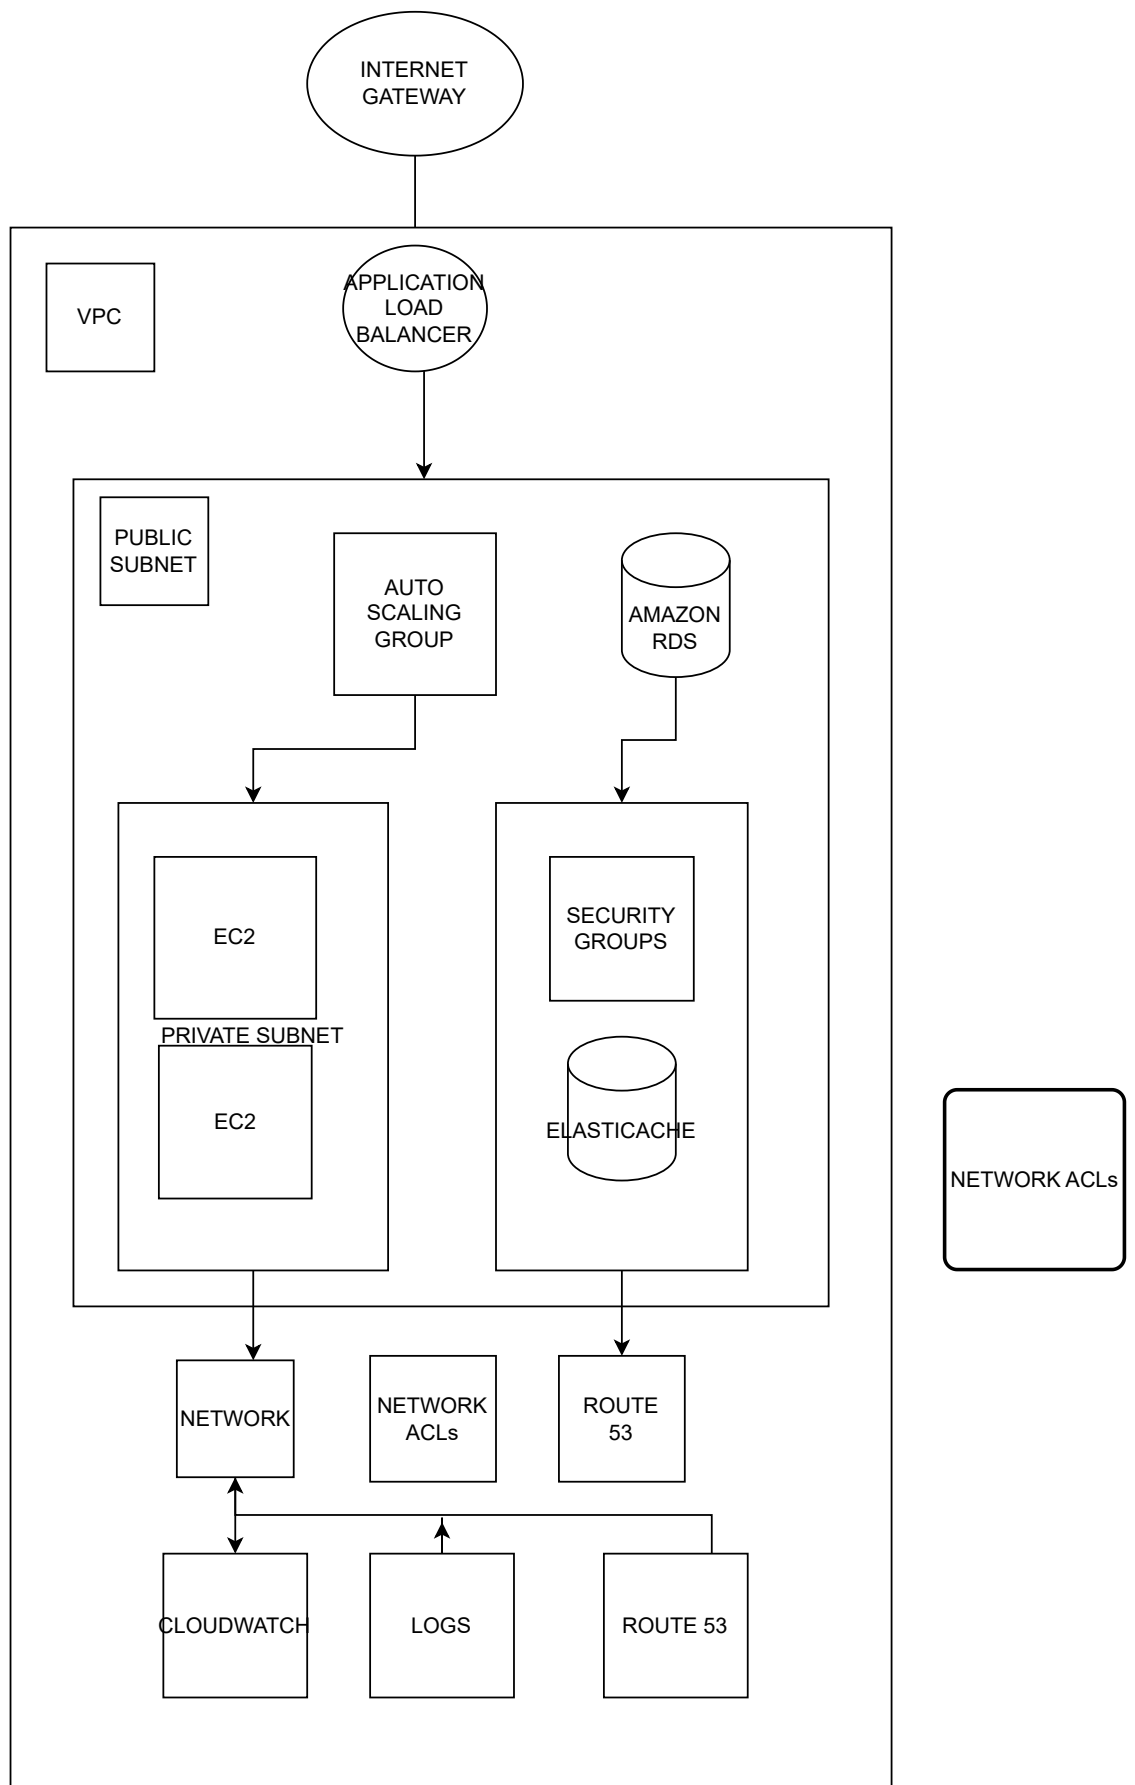 INTERNET
GATEWAY
VPC
APPLICATION
LOAD
BALANCER
PUBLIC
SUBNET
AUTO
SCALING
GROUP
AMAZON
RDS
EC2
PRIVATE SUBNET
EC2
SECURITY
GROUPS
ELASTICACHE
NETWORK ACLs
NETWORK
NETWORK
ACLs
ROUTE
53
CLOUDWATCH
LOGS
ROUTE 53